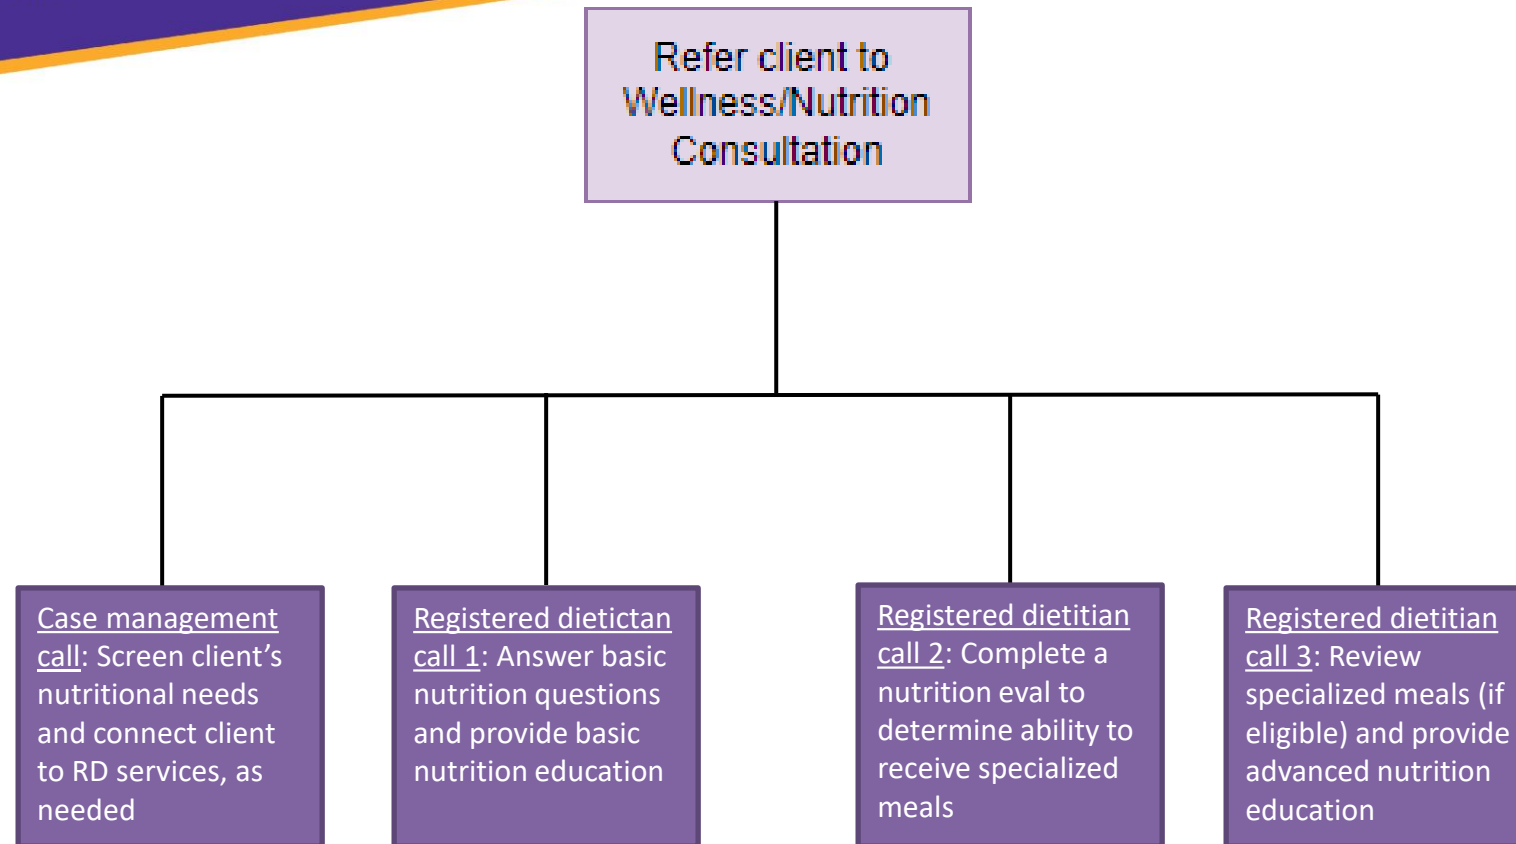 Refer client to
Wellness/Nutrition
Consultation
Case management
call: Screen client’s
nutritional needs
and connect client
to RD services, as
needed
Registered dietictan
call 1: Answer basic
nutrition questions
and provide basic
nutrition education
Registered dietitian
call 2: Complete a
nutrition eval to
determine ability to
receive specialized
meals
Registered dietitian
call 3: Review
specialized meals (if
eligible) and provide
advanced nutrition
education